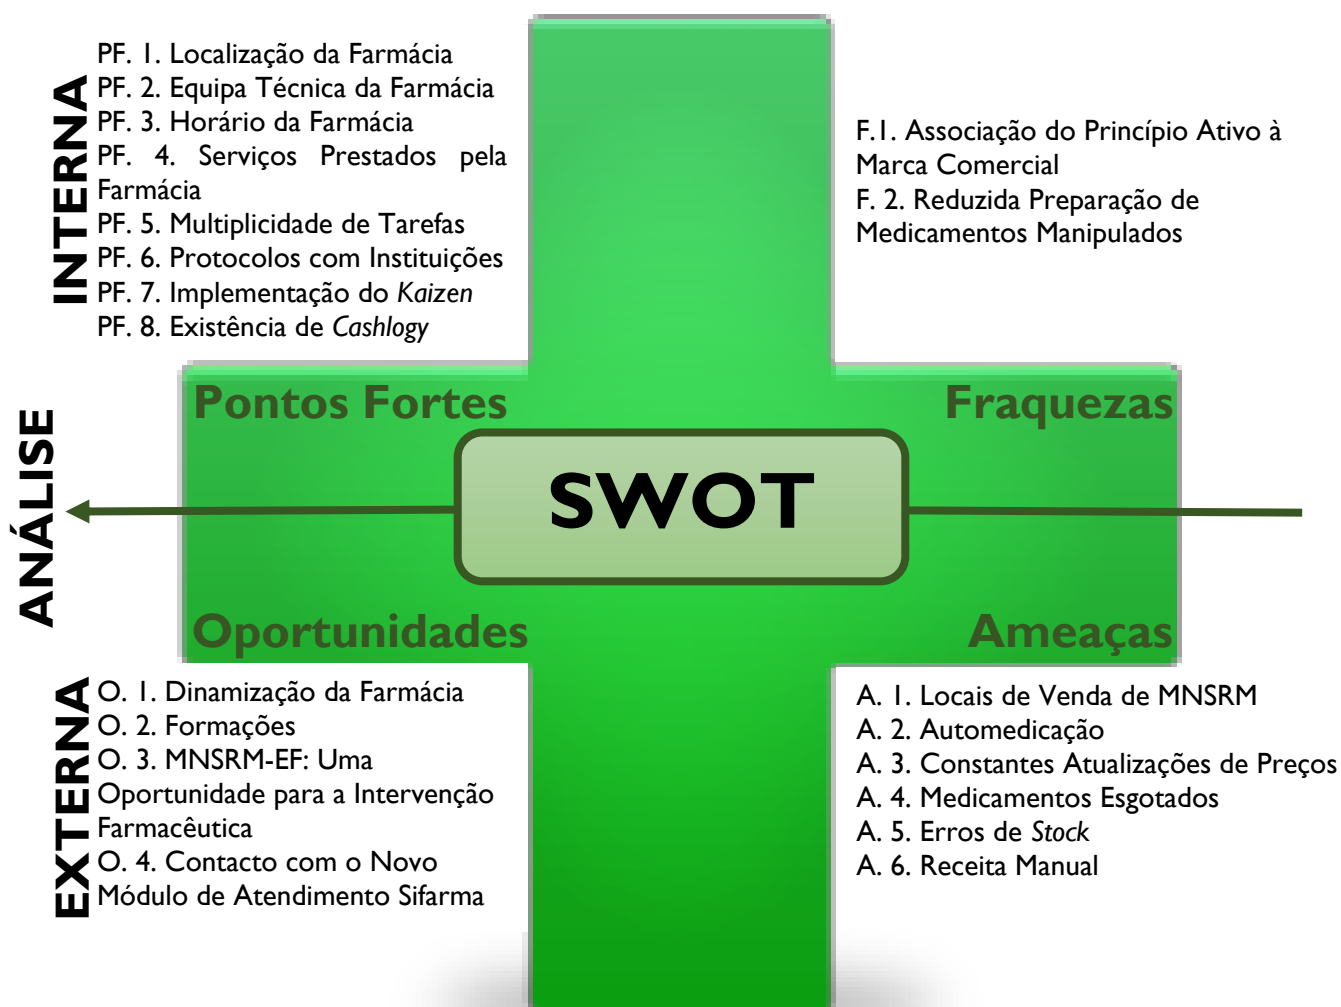 INTERNA
PF. 1. Localização da Farmácia
PF. 2. Equipa Técnica da Farmácia
PF. 3. Horário da Farmácia
PF. 4. Serviços Prestados pela
Farmácia
PF. 5. Multiplicidade de Tarefas
PF. 6. Protocolos com Instituições
PF. 7. Implementação do Kaizen
PF. 8. Existência de Cashlogy
F.1. Associação do Princípio Ativo à
Marca Comercial
F. 2. Reduzida Preparação de
Medicamentos Manipulados
Pontos Fortes
Fraquezas
ANÁLISE
SWOT
Oportunidades
Ameaças
EXTERNA
O. 1. Dinamização da Farmácia
O. 2. Formações
O. 3. MNSRM-EF: Uma
Oportunidade para a Intervenção
Farmacêutica
O. 4. Contacto com o Novo
Módulo de Atendimento Sifarma
A. 1. Locais de Venda de MNSRM
A. 2. Automedicação
A. 3. Constantes Atualizações de Preços
A. 4. Medicamentos Esgotados
A. 5. Erros de Stock
A. 6. Receita Manual